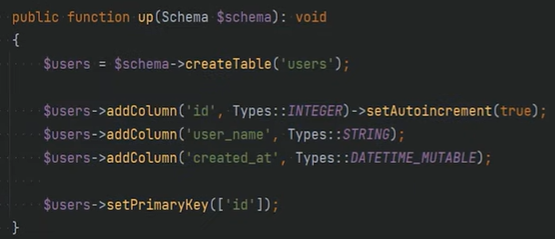 public function up(Schema $schema): void
{
    $users = $schema->createTable('users');

    $users->addColumn('id', Types::INTEGER)->setAutoincrement(true);
    $users->addColumn('user_name', Types::STRING);
    $users->addColumn('created_at', Types::DATETIME_MUTABLE);

    $users->setPrimaryKey(['id']);
}